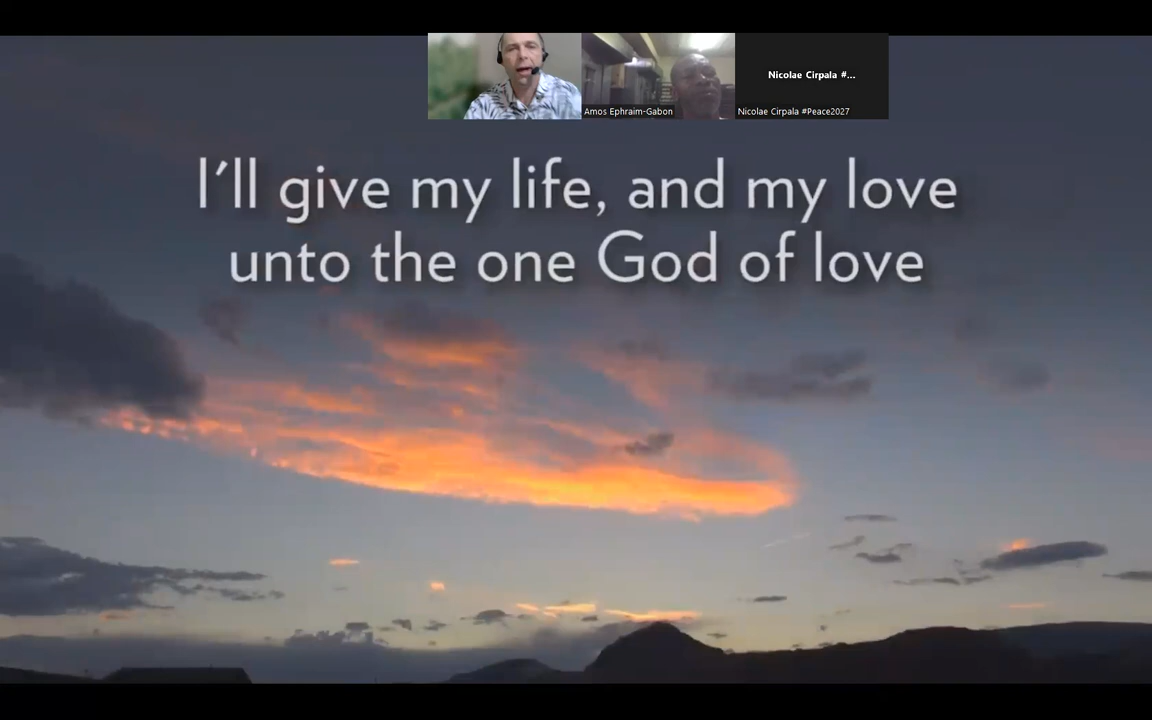 Nicolae Cirpala #...
Amos Ephraim-Gabon
Nicolae Cirpala #Peace2027
I'll give my life, and my love
unto the one God of love